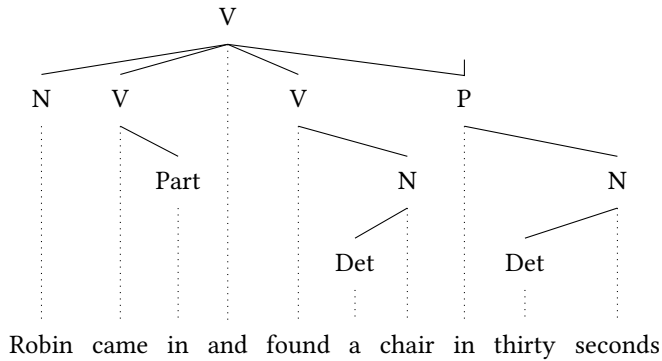 V
N V V P
Part N N
Det Det
Robin came in and found a chair in thirty seconds